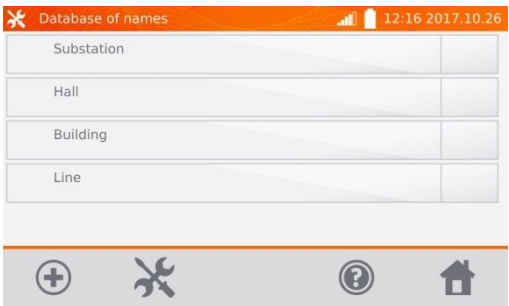 Database of names 12:16 2017.10.26
Substation
Hall
Building
Line